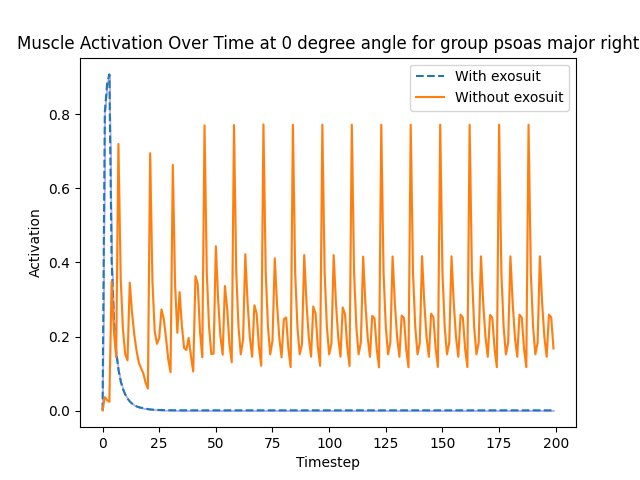 Muscle Activation Over Time at 0 degree angle for group psoas major right
With exosuit
Without exosuit
Activation
0.8
0.6
0.4
0.2
0.0
0 25 50 75 100 125 150 175 200
Timestep